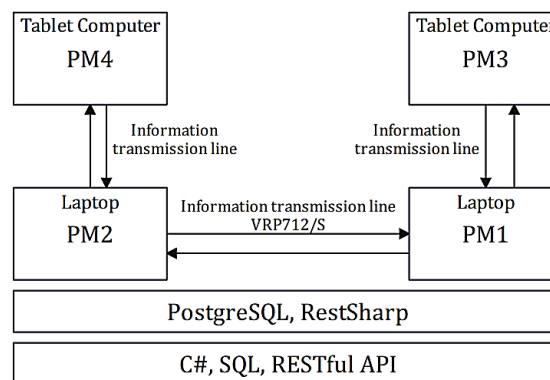 Tablet Computer
PM4
Tablet Computer
PM3
Information
transmission line
Information
transmission line
Laptop
PM2
Information transmission line
VRP712/S
Laptop
PM1
PostgreSQL, RestSharp
C#, SQL, RESTful API